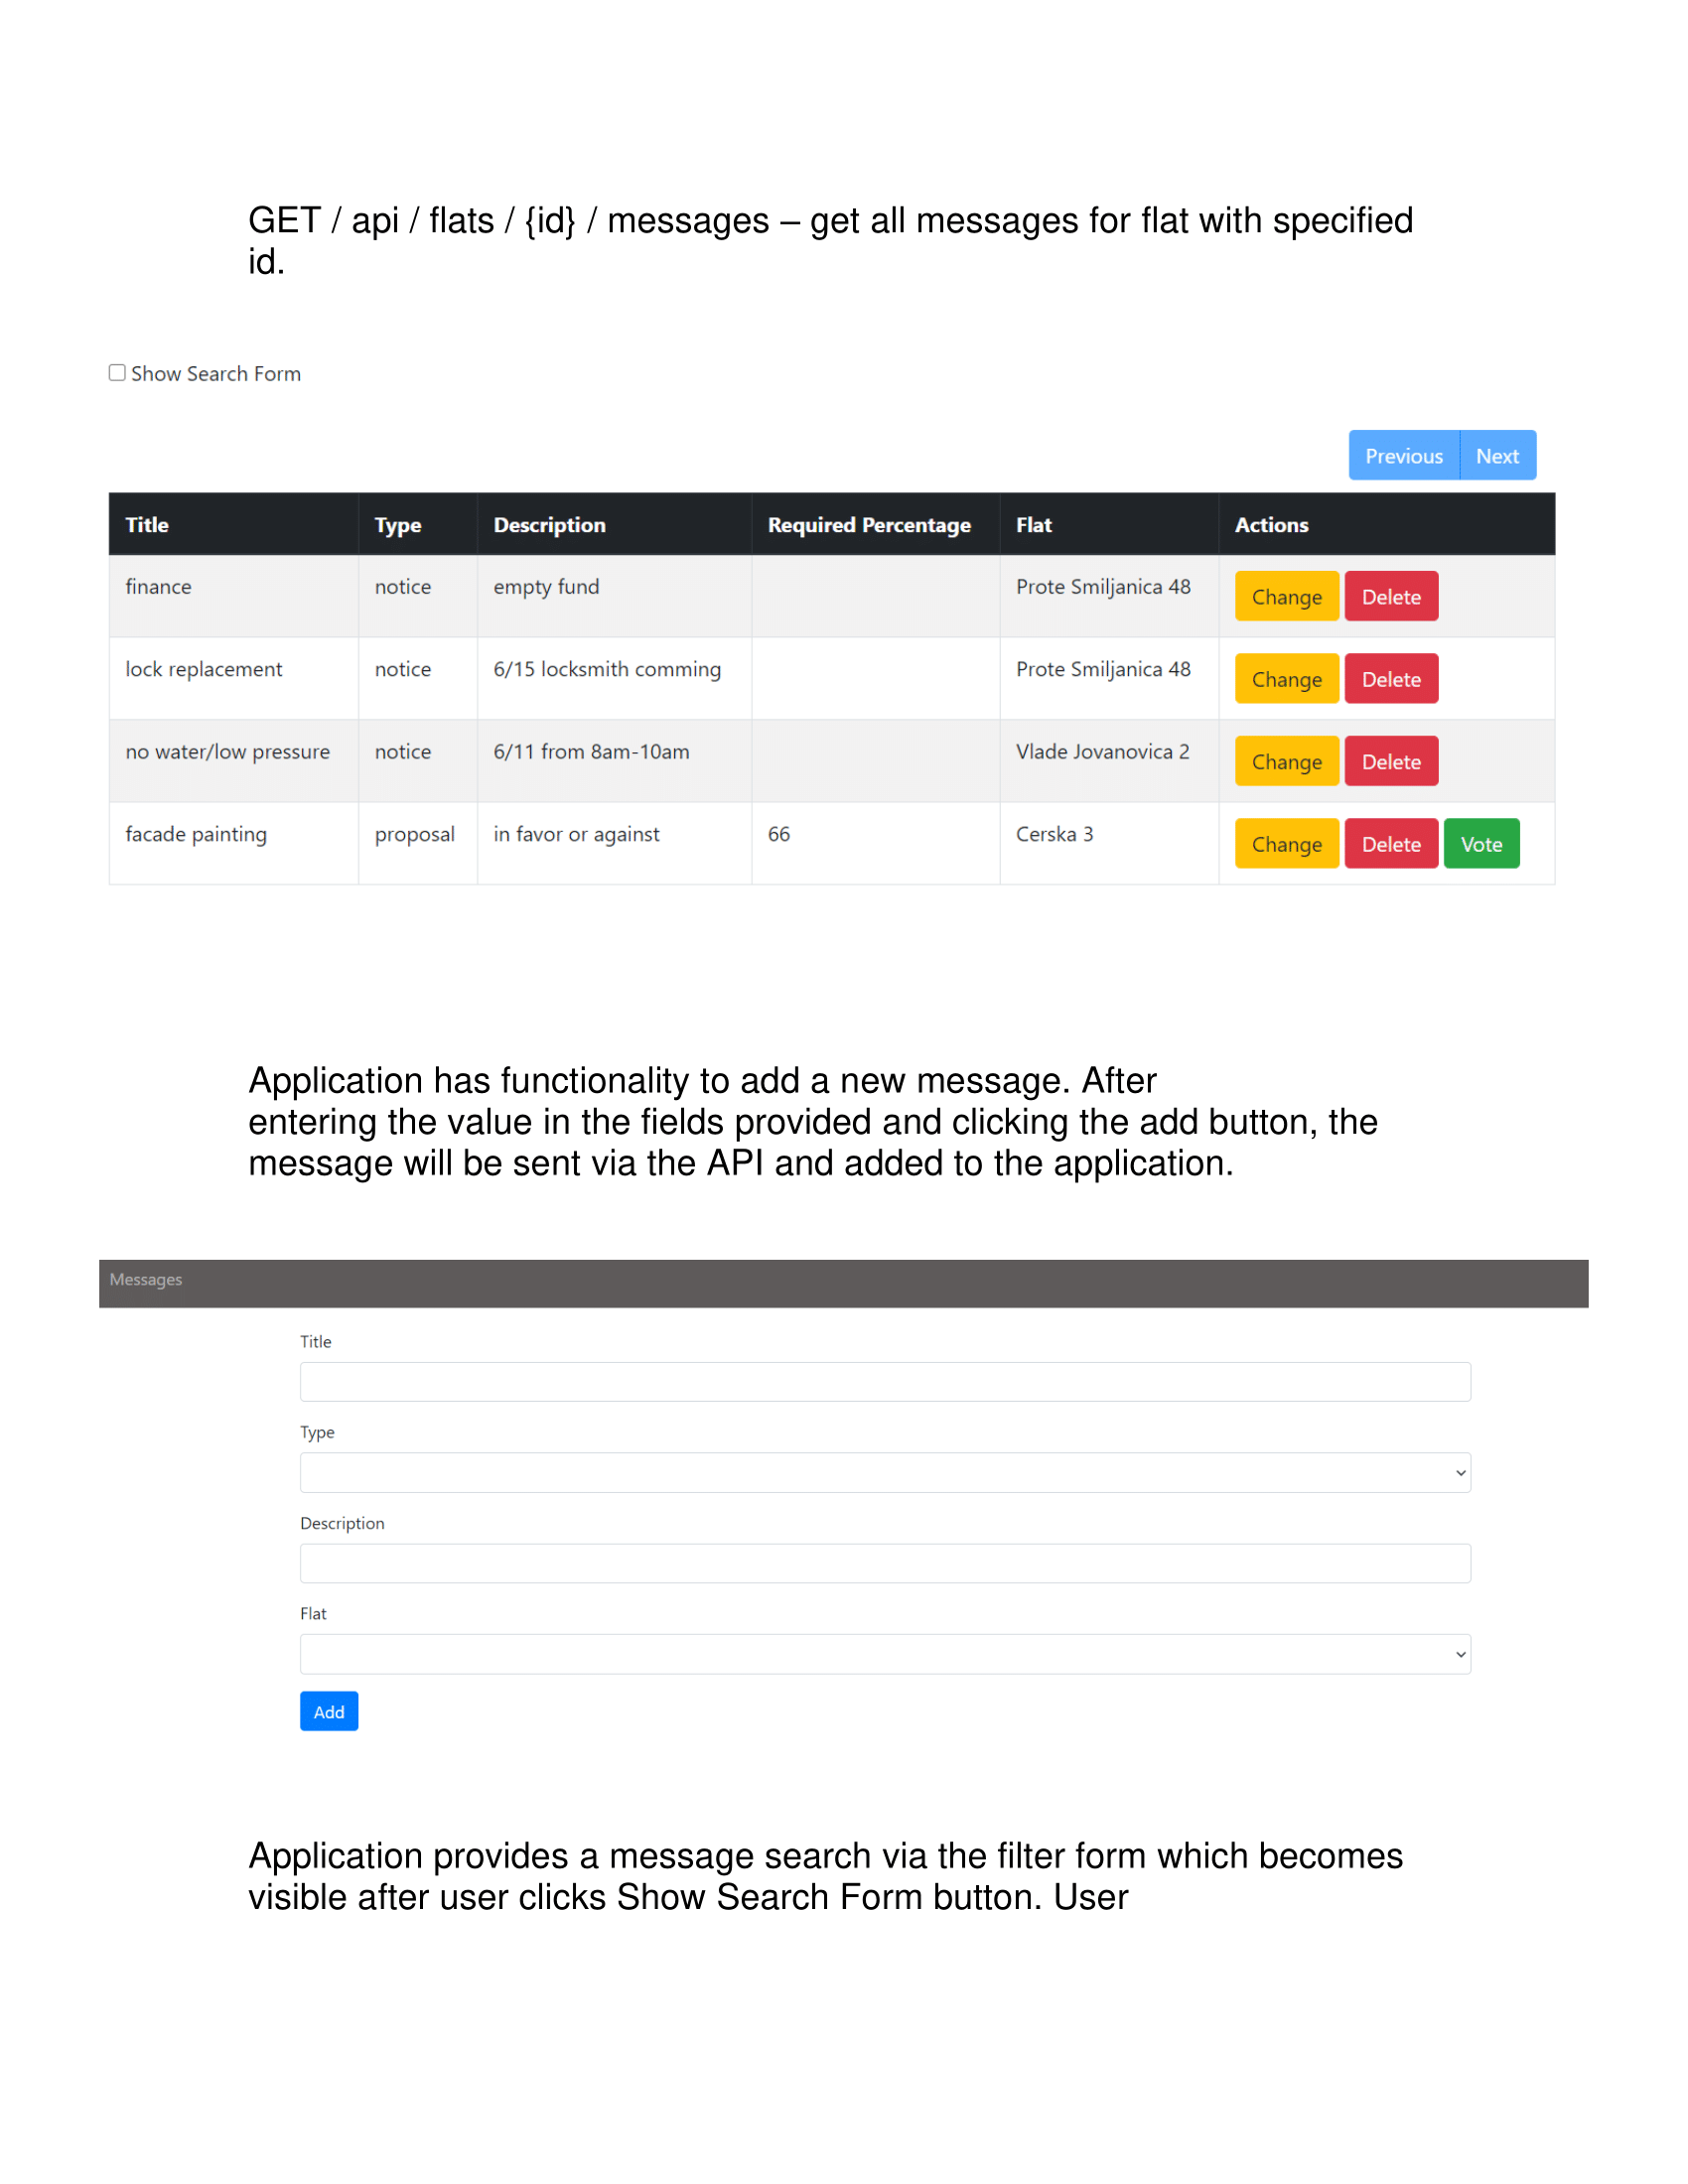 GET / api / flats / {id} / messages – get all messages for flat with specified
id.
Show Search Form
Previous Next
Title Type Description Required Percentage Flat Actions
finance notice empty fund Prote Smiljanica 48 Change Delete
lock replacement notice 6/15 locksmith comming Prote Smiljanica 48 Change Delete
no water/low pressure notice 6/11 from 8am-10am Vlade Jovanovica 2 Change Delete
facade painting proposal in favor or against 66 Cerska 3 Change Delete Vote
Application has functionality to add a new message. After
entering the value in the fields provided and clicking the add button, the
message will be sent via the API and added to the application.
Messages
Title
Type
Description
Flat
Add
Application provides a message search via the filter form which becomes
visible after user clicks Show Search Form button. User